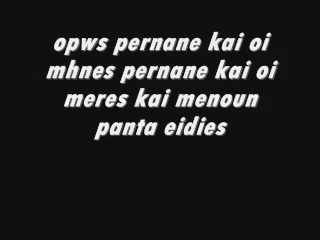 opws pernane kai oi
mhnes pernane kai oi
meres kai menoun
panta eidies